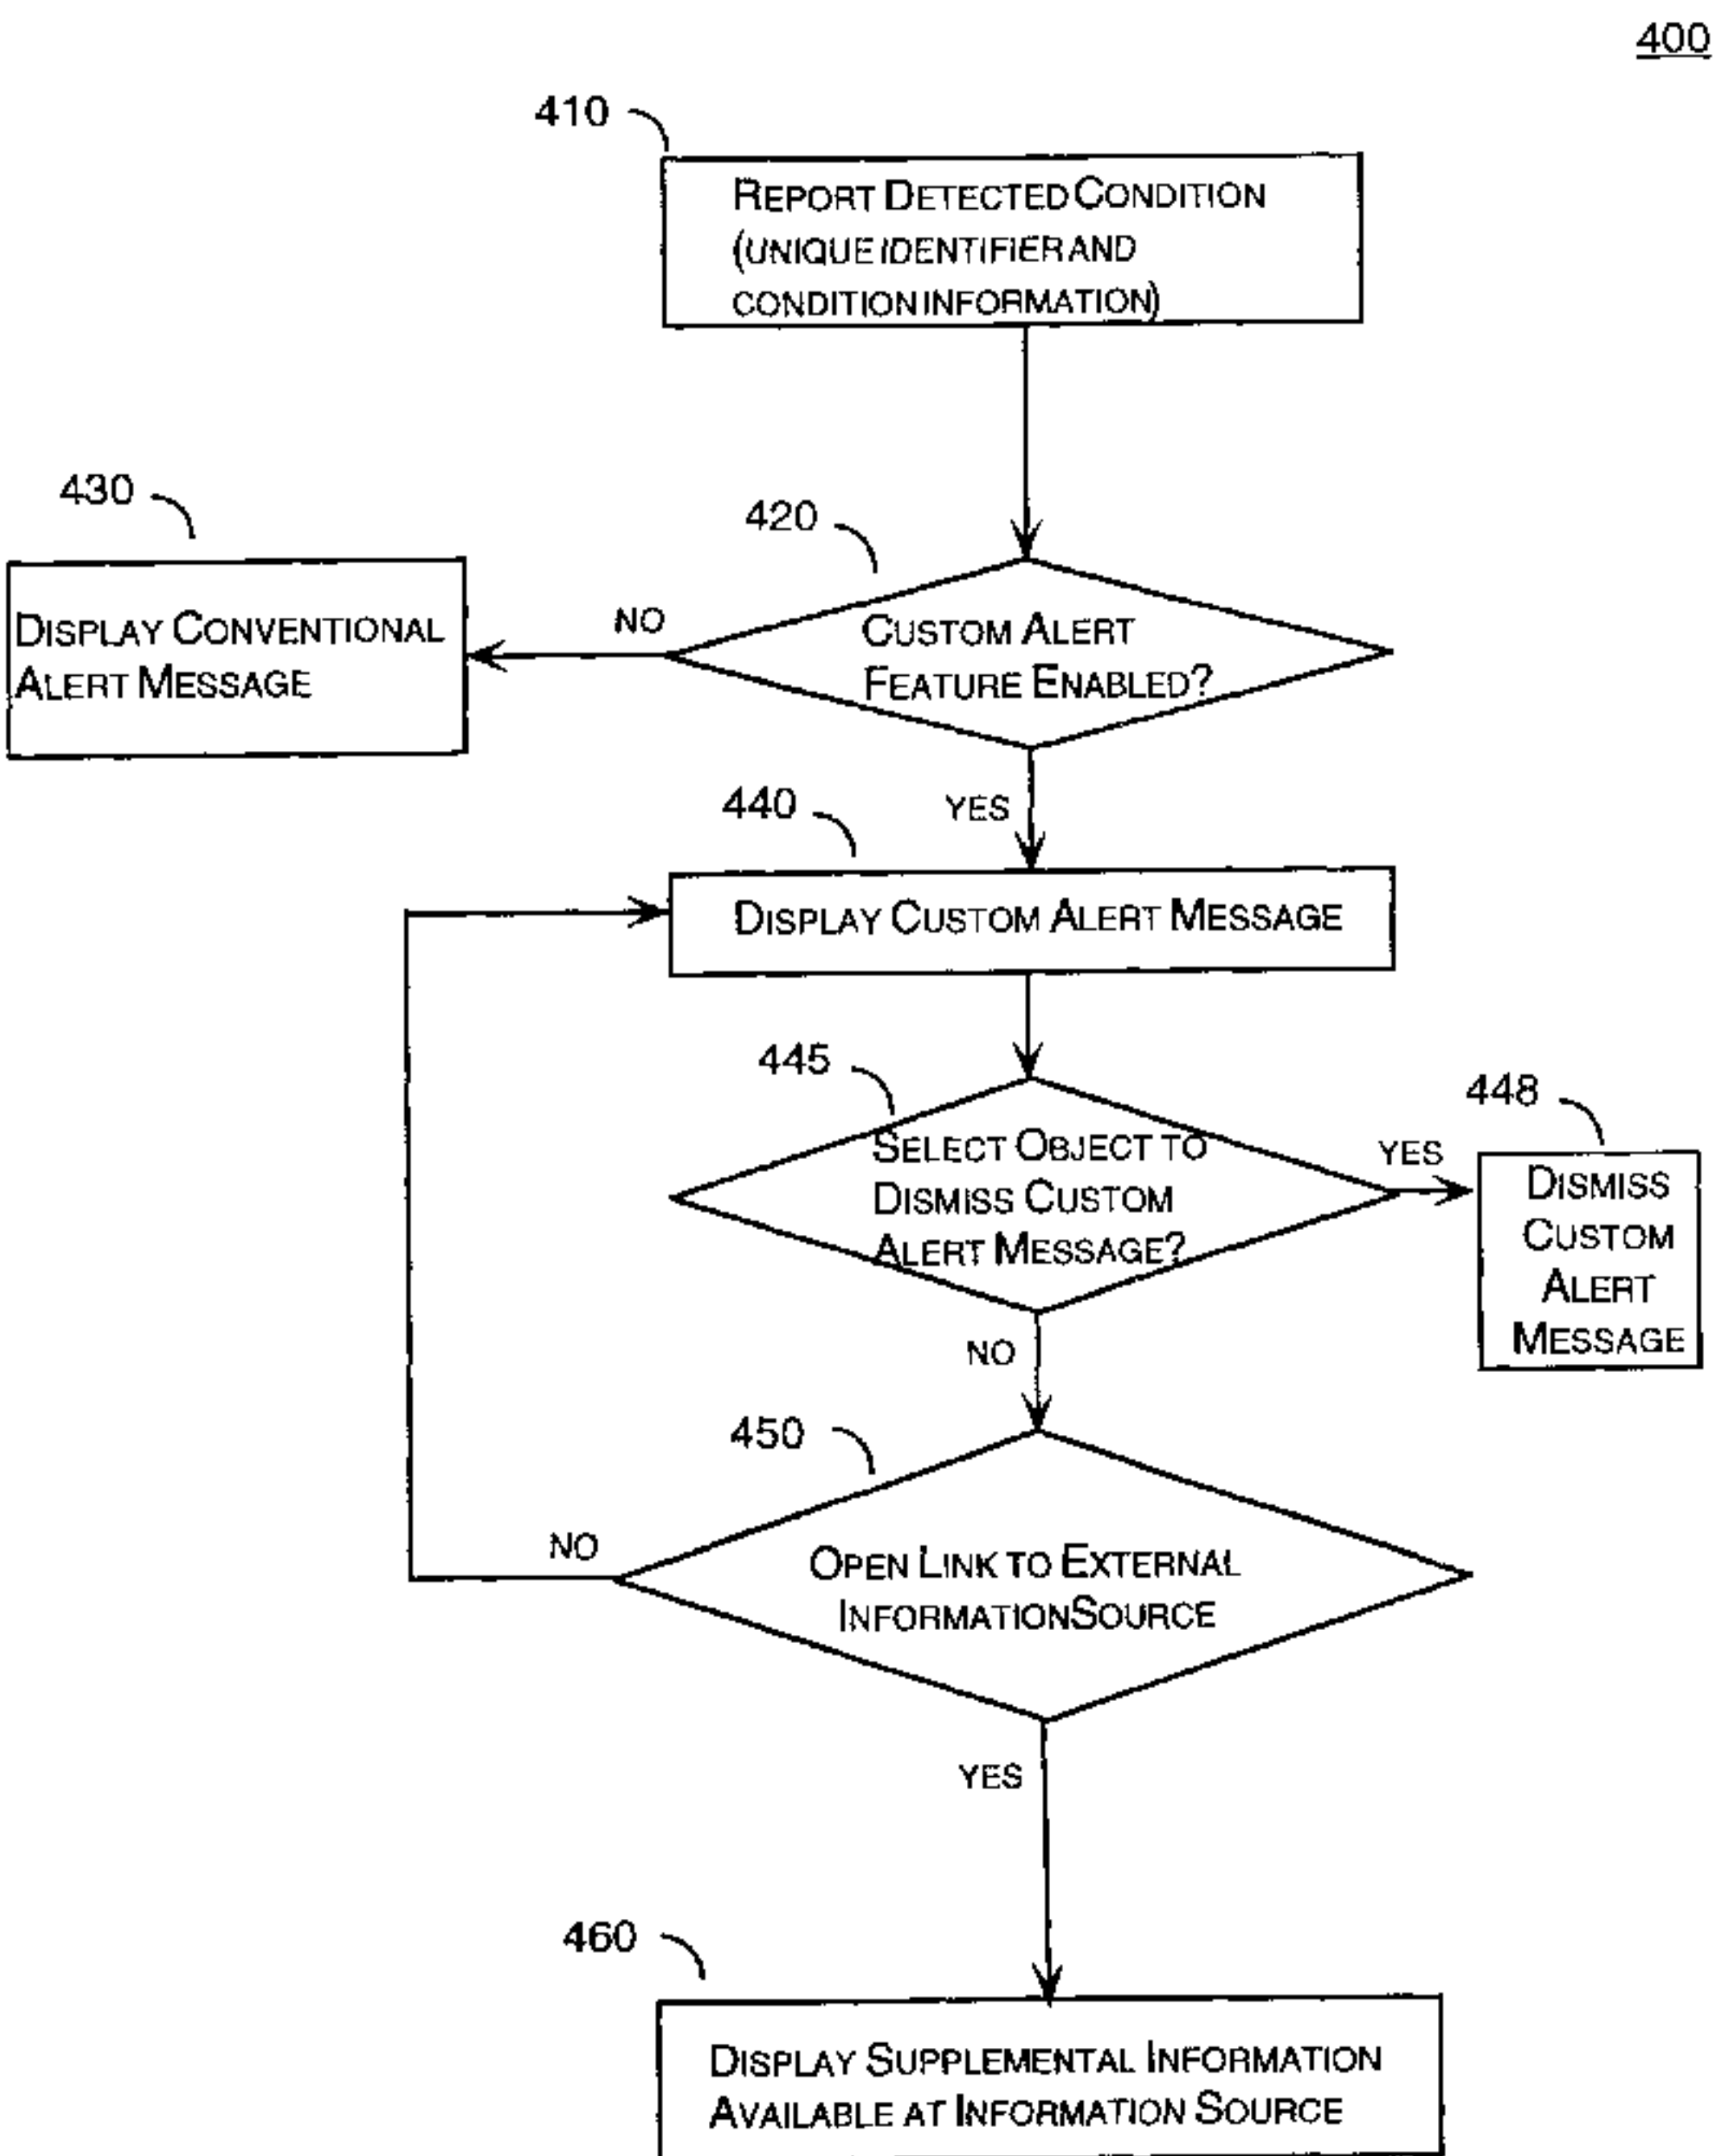 400
410
REPORT DETECTED CONDITION
(UNIQUE IDENTIFIER AND
CONDITION INFORMATION)
430
420
DISPLAY CONVENTIONAL
ALERT MESSAGE
NO
CUSTOM ALERT
FEATURE ENABLED?
440
YES
DISPLAY CUSTOM ALERT MESSAGE
445
448
SELECT OBJECT TO
DISMISS CUSTOM
ALERT MESSAGE?
YES
DISMISS
CUSTOM
ALERT
MESSAGE
NO
450
NO
OPEN LINK TO EXTERNAL
INFORMATION SOURCE
YES
460
DISPLAY SUPPLEMENTAL INFORMATION
AVAILABLE AT INFORMATION SOURCE